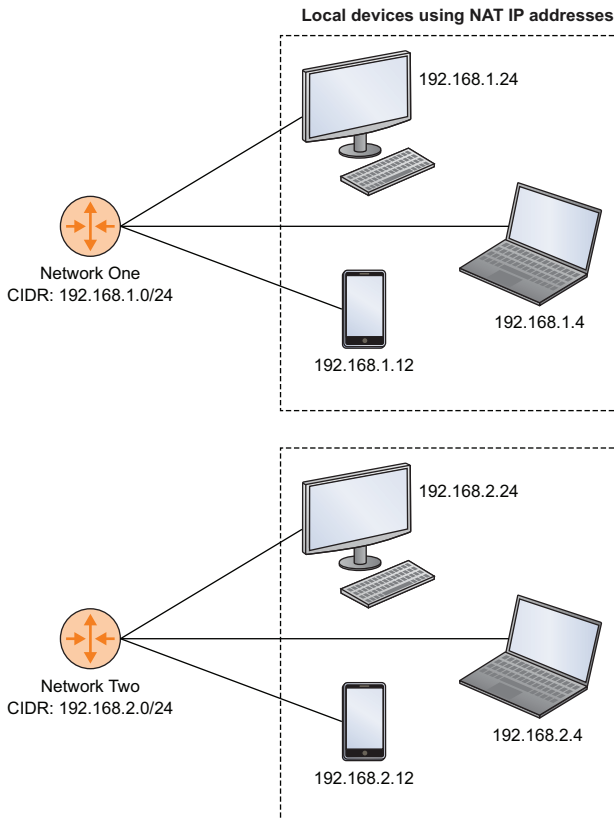 Local devices using NAT IP addresses
192.168.1.24
Network One
CIDR: 192.168.1.0/24
192.168.1.4
192.168.1.12
192.168.2.24
Network Two
CIDR: 192.168.2.0/24
192.168.2.4
192.168.2.12